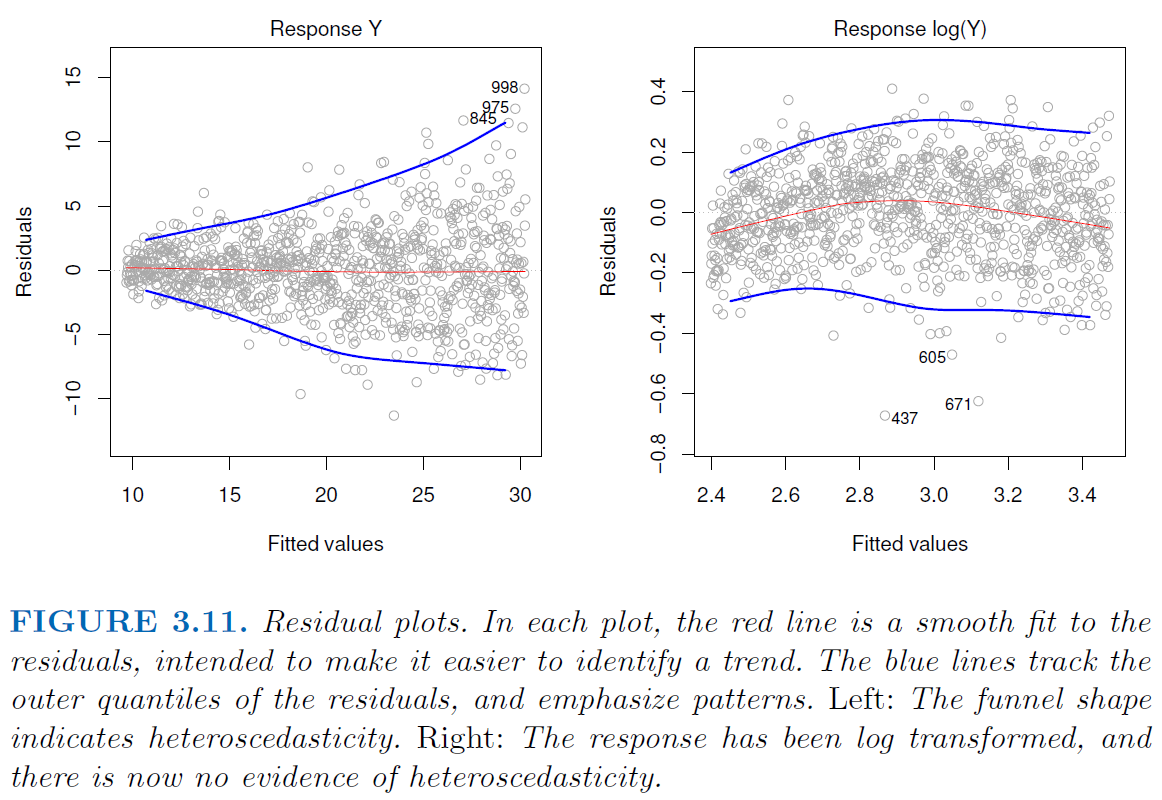 Response Y
Residuals
15
10
5
0
−5
−10
998
975
845
10 15 20 25 30
Fitted values
Response log(Y)
Residuals
0.4
0.2
0.0
−0.2
−0.4
−0.6
−0.8
605
671
437
2.4 2.6 2.8 3.0 3.2 3.4
Fitted values
FIGURE 3.11. Residual plots. In each plot, the red line is a smooth fit to the
residuals, intended to make it easier to identify a trend. The blue lines track the
outer quantiles of the residuals, and emphasize patterns. Left: The funnel shape
indicates heteroscedasticity. Right: The response has been log transformed, and
there is now no evidence of heteroscedasticity.